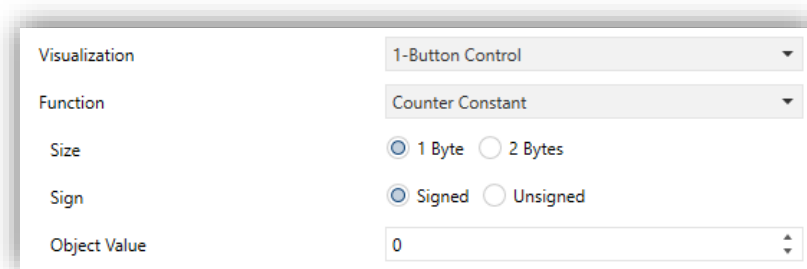 Visualization 1-Button Control
Function Counter Constant
Size 1 Byte 2 Bytes
Sign Signed Unsigned
Object Value 0